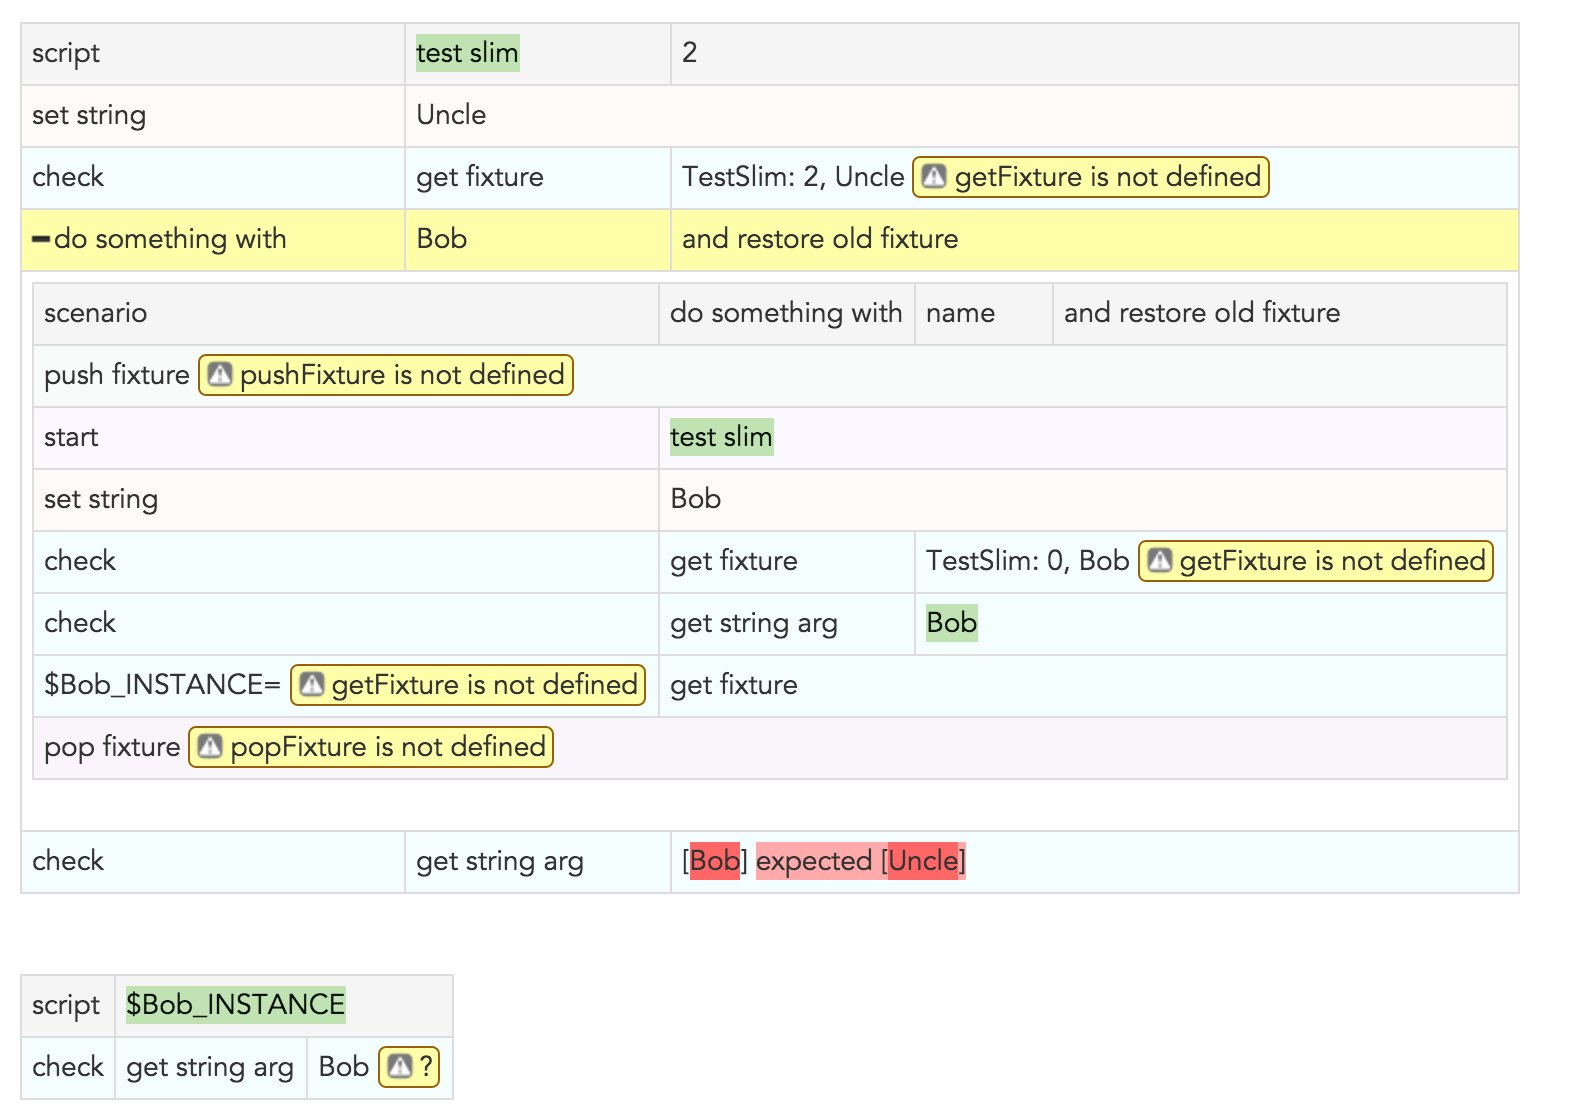 script test slim 2
set string Uncle
check get fixture TestSlim: 2, Uncle getFixture is not defined
do something with Bob and restore old fixture
scenario do something with name and restore old fixture
push fixture pushFixture is not defined
start test slim
set string Bob
check get fixture TestSlim: 0, Bob getFixture is not defined
check get string arg Bob
$Bob_INSTANCE= getFixture is not defined get fixture
pop fixture popFixture is not defined
check get string arg [Bob] expected [Uncle]
script $Bob_INSTANCE
check get string arg Bob ?